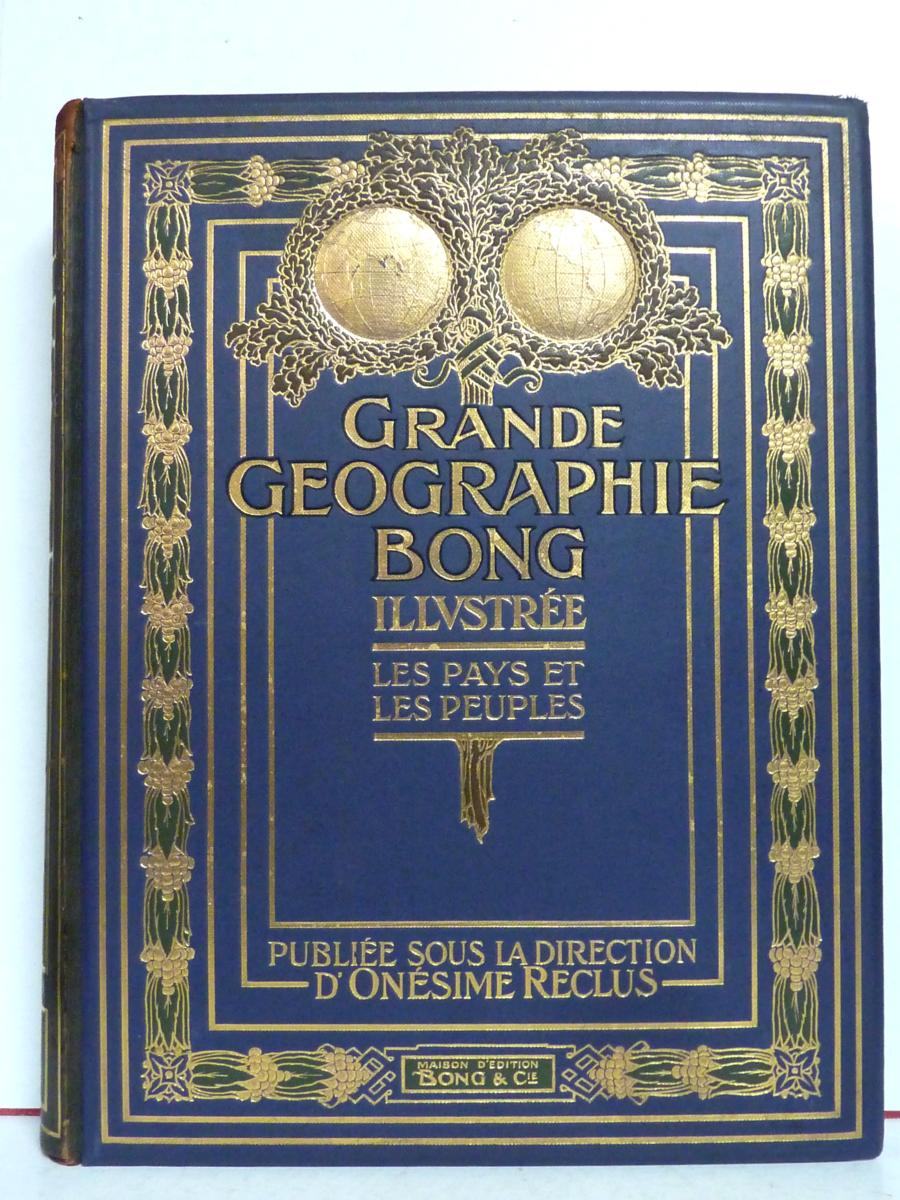 GRANDE
GEOGRAPHIE
BONG
ILLVSTRÉE
LES PAYS ET
LES PEUPLES
PUBLIÉE SOUS LA DIRECTION
D'ONÉSIME RECLUS
MAISON D'EDITION
BONG & CIE